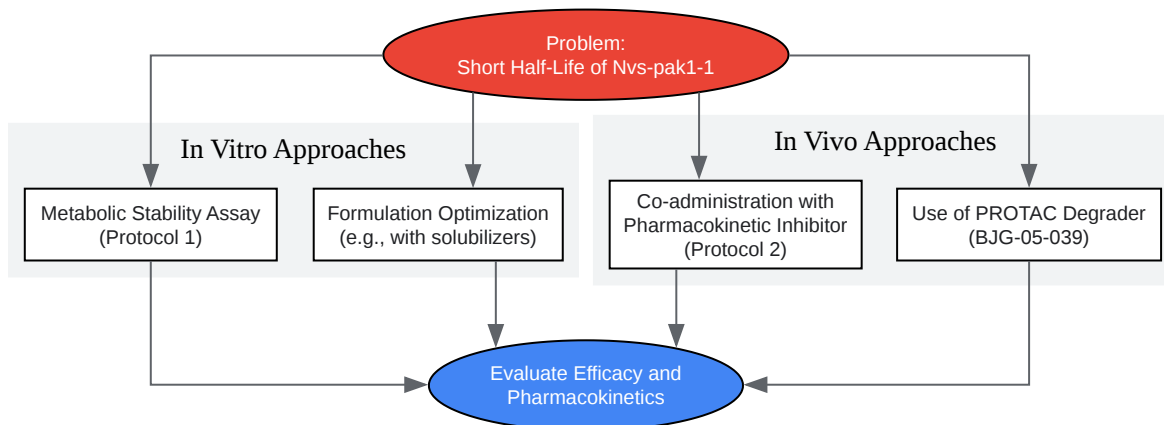 Problem:
Short Half-Life of Nvs-pak1-1
In Vitro Approaches
In Vivo Approaches
Metabolic Stability Assay
(Protocol 1)
Formulation Optimization
(e.g., with solubilizers)
Co-administration with
Pharmacokinetic Inhibitor
(Protocol 2)
Use of PROTAC Degrader
(BJG-05-039)
Evaluate Efficacy and
Pharmacokinetics